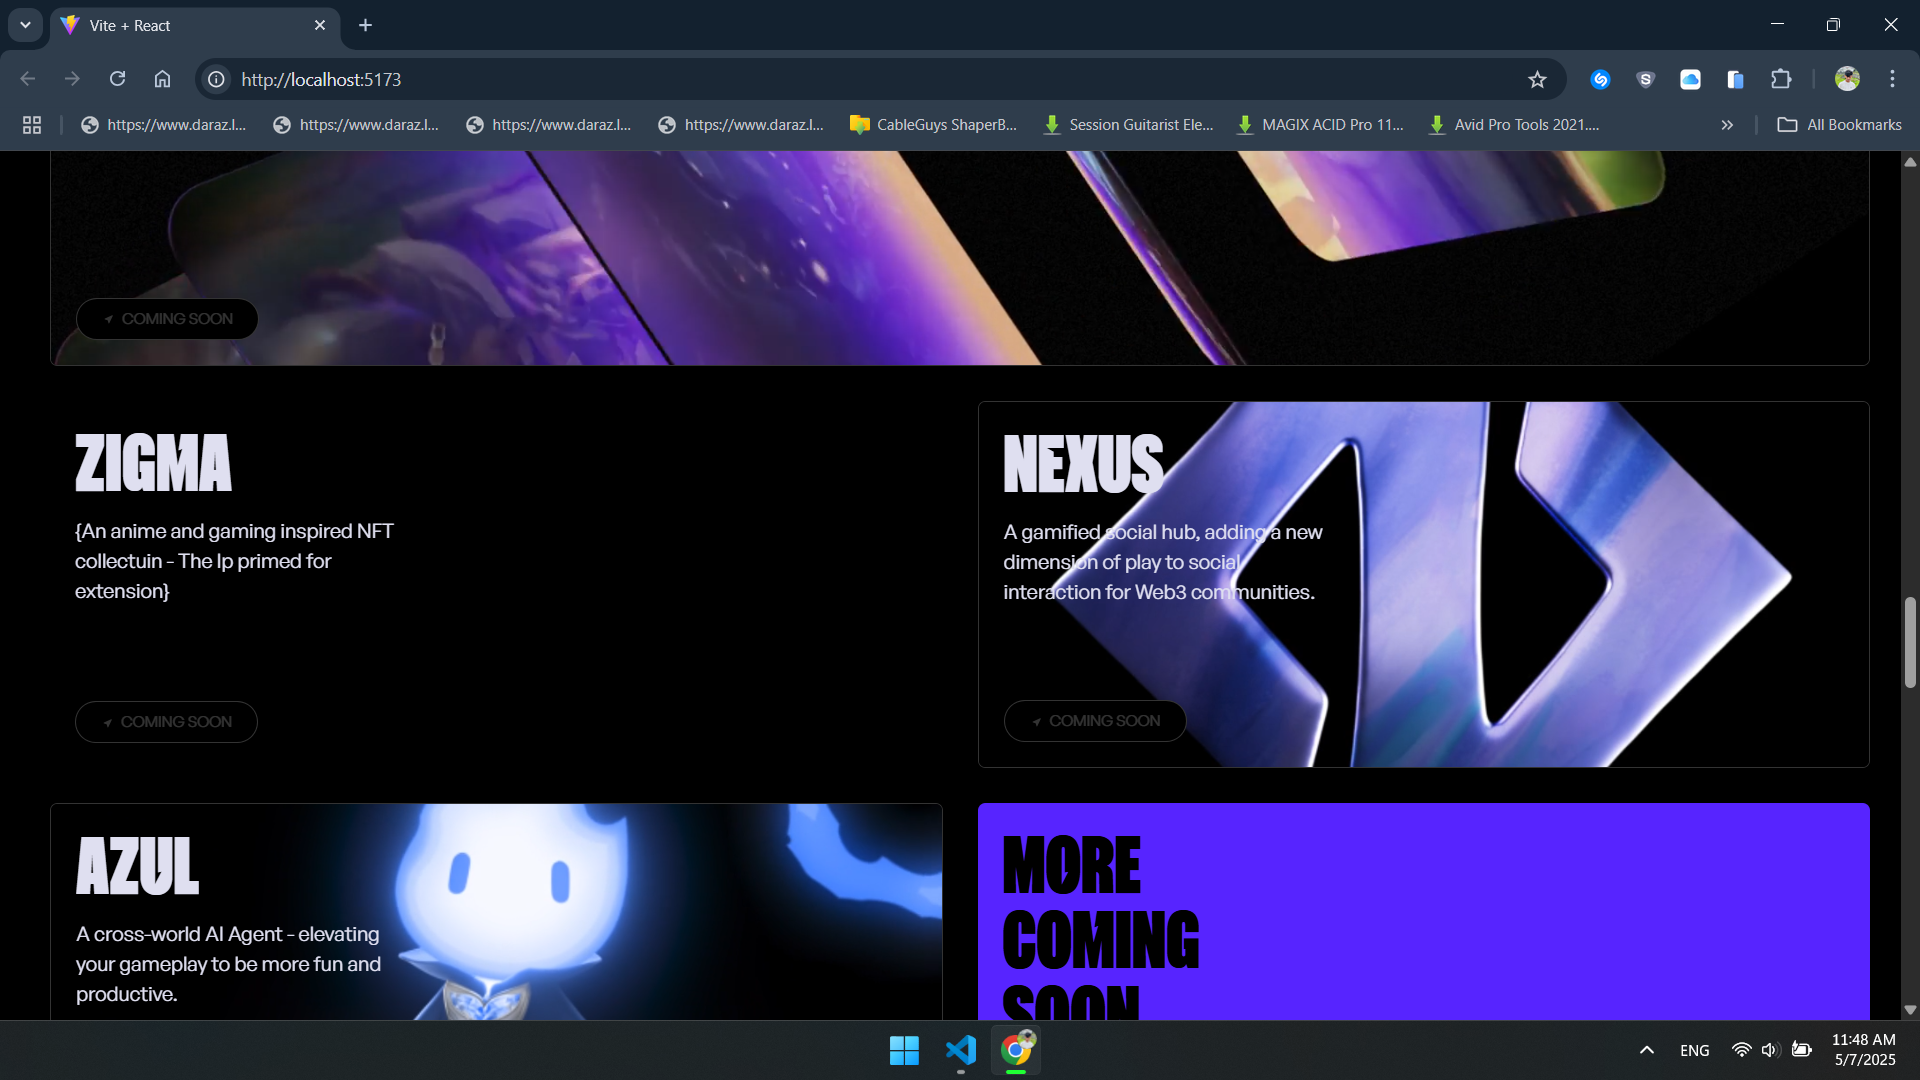 Vite + React
http://localhost:5173
https://www.daraz.l...
https://www.daraz.l...
https://www.daraz.l...
https://www.daraz.l...
CableGuys ShaperB...
Session Guitarist Ele...
MAGIX ACID Pro 11...
Avid Pro Tools 2021....
All Bookmarks
COMING SOON
ZIGMA
{An anime and gaming inspired NFT
collectuin - The Ip primed for
extension}
COMING SOON
NEXUS
A gamified social hub, adding a new
dimension of play to social
interaction for Web3 communities.
COMING SOON
AZUL
A cross-world AI Agent - elevating
your gameplay to be more fun and
productive.
MORE
COMING
SOON
ENG
11:48 AM
5/7/2025